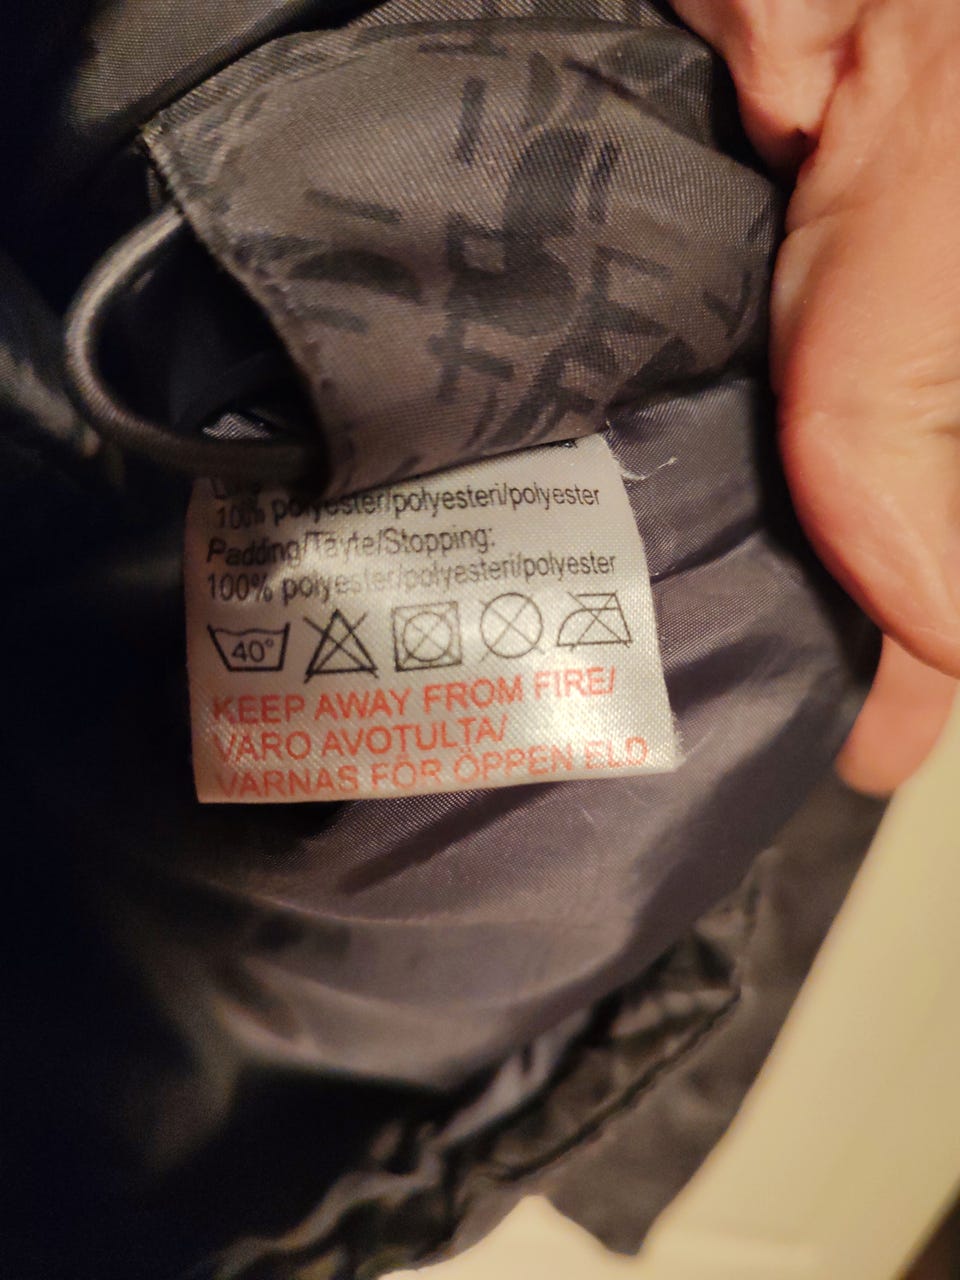 100% polyester/polyesteri/polyester
Padding/Täyte/Stopping:
100% polyester/polyesteri/polyester
40°
KEEP AWAY FROM FIRE/
VARO AVOTULTA/
VARNAS FÖR ÖPPEN ELD